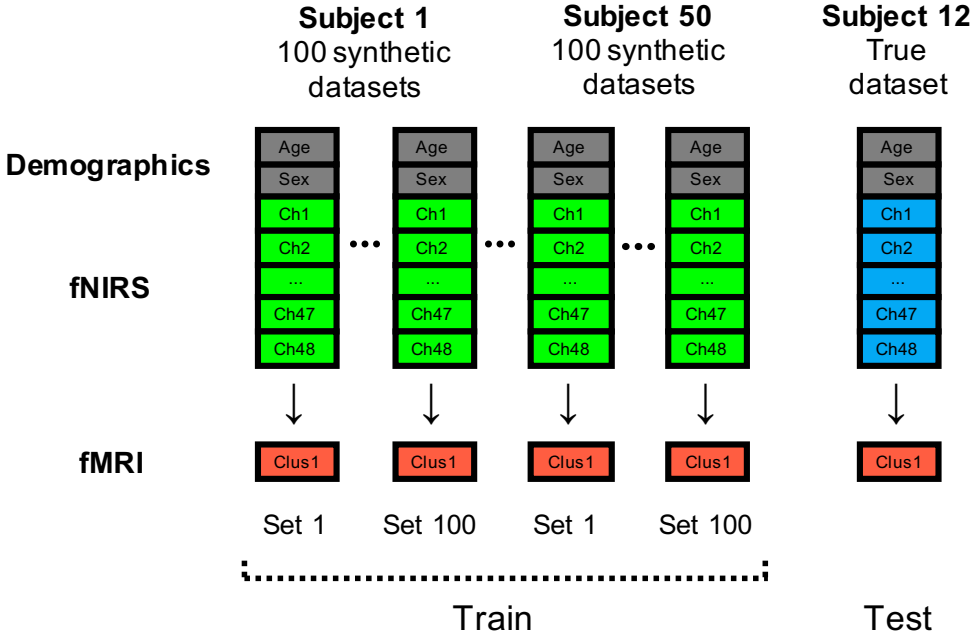 Subject 1
100 synthetic
datasets
Subject 50
100 synthetic
datasets
Subject 12
True
dataset
Demographics
Age Age Age Age Age
Sex Sex Sex Sex Sex
fNIRS
Ch1 Ch1 Ch1 Ch1 Ch1
Ch2 ... Ch2 ... Ch2 ... Ch2 Ch2
... ... ... ... ...
Ch47 Ch47 Ch47 Ch47 Ch47
Ch48 Ch48 Ch48 Ch48 Ch48
fMRI
Clus1 Clus1 Clus1 Clus1 Clus1
Set 1 Set 100 Set 1 Set 100
Train Test